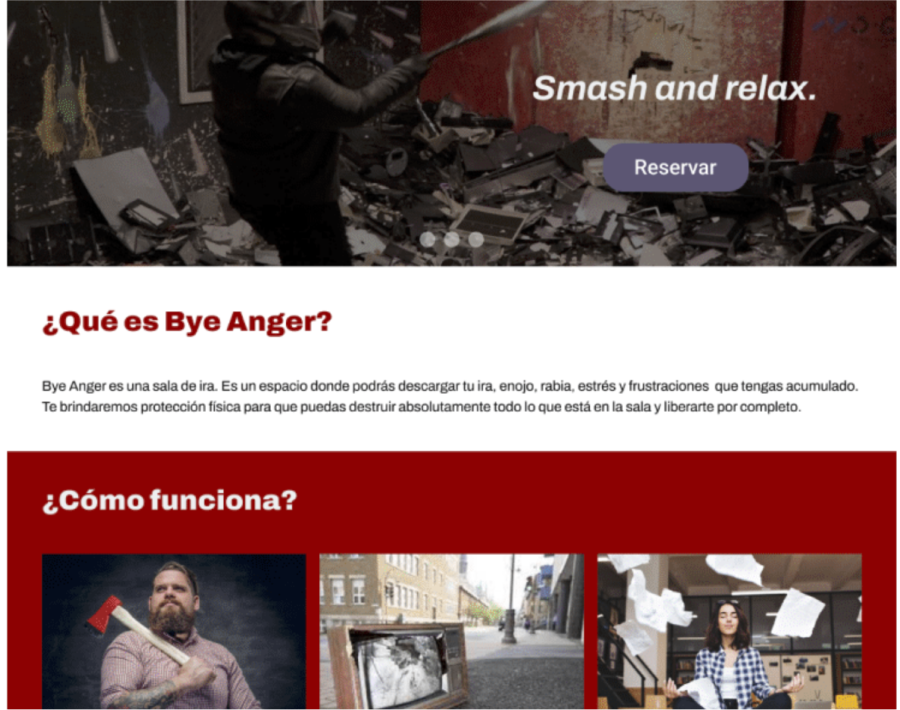 Smash and relax.
Reservar
¿Qué es Bye Anger?
Bye Anger es una sala de ira. Es un espacio donde podrás descargar tu ira, enojo, rabia, estrés y frustraciones  que tengas acumulado.
Te brindaremos protección física para que puedas destruir absolutamente todo lo que está en la sala y liberarte por completo.
¿Cómo funciona?